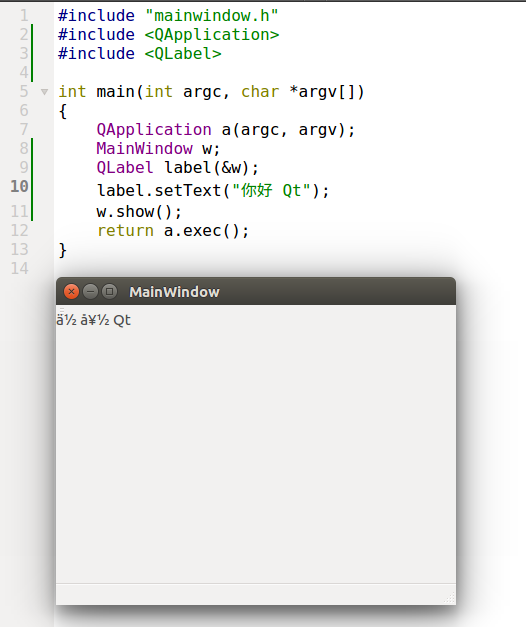 1 #include "mainwindow.h"
2 #include <QApplication>
3 #include <QLabel>
4
5 int main(int argc, char *argv[])
6 {
7     QApplication a(argc, argv);
8     MainWindow w;
9     QLabel label(&w);
10     label.setText("你好 Qt");
11     w.show();
12     return a.exec();
13 }
14
MainWindow
ä½ å¥½ Qt